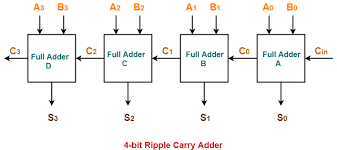 A3 B3 A2 B2 A1 B1 A0 B0
C3 Full Adder D C2 Full Adder C C1 Full Adder B C0 Full Adder A Cin
S3 S2 S1 S0
4-bit Ripple Carry Adder